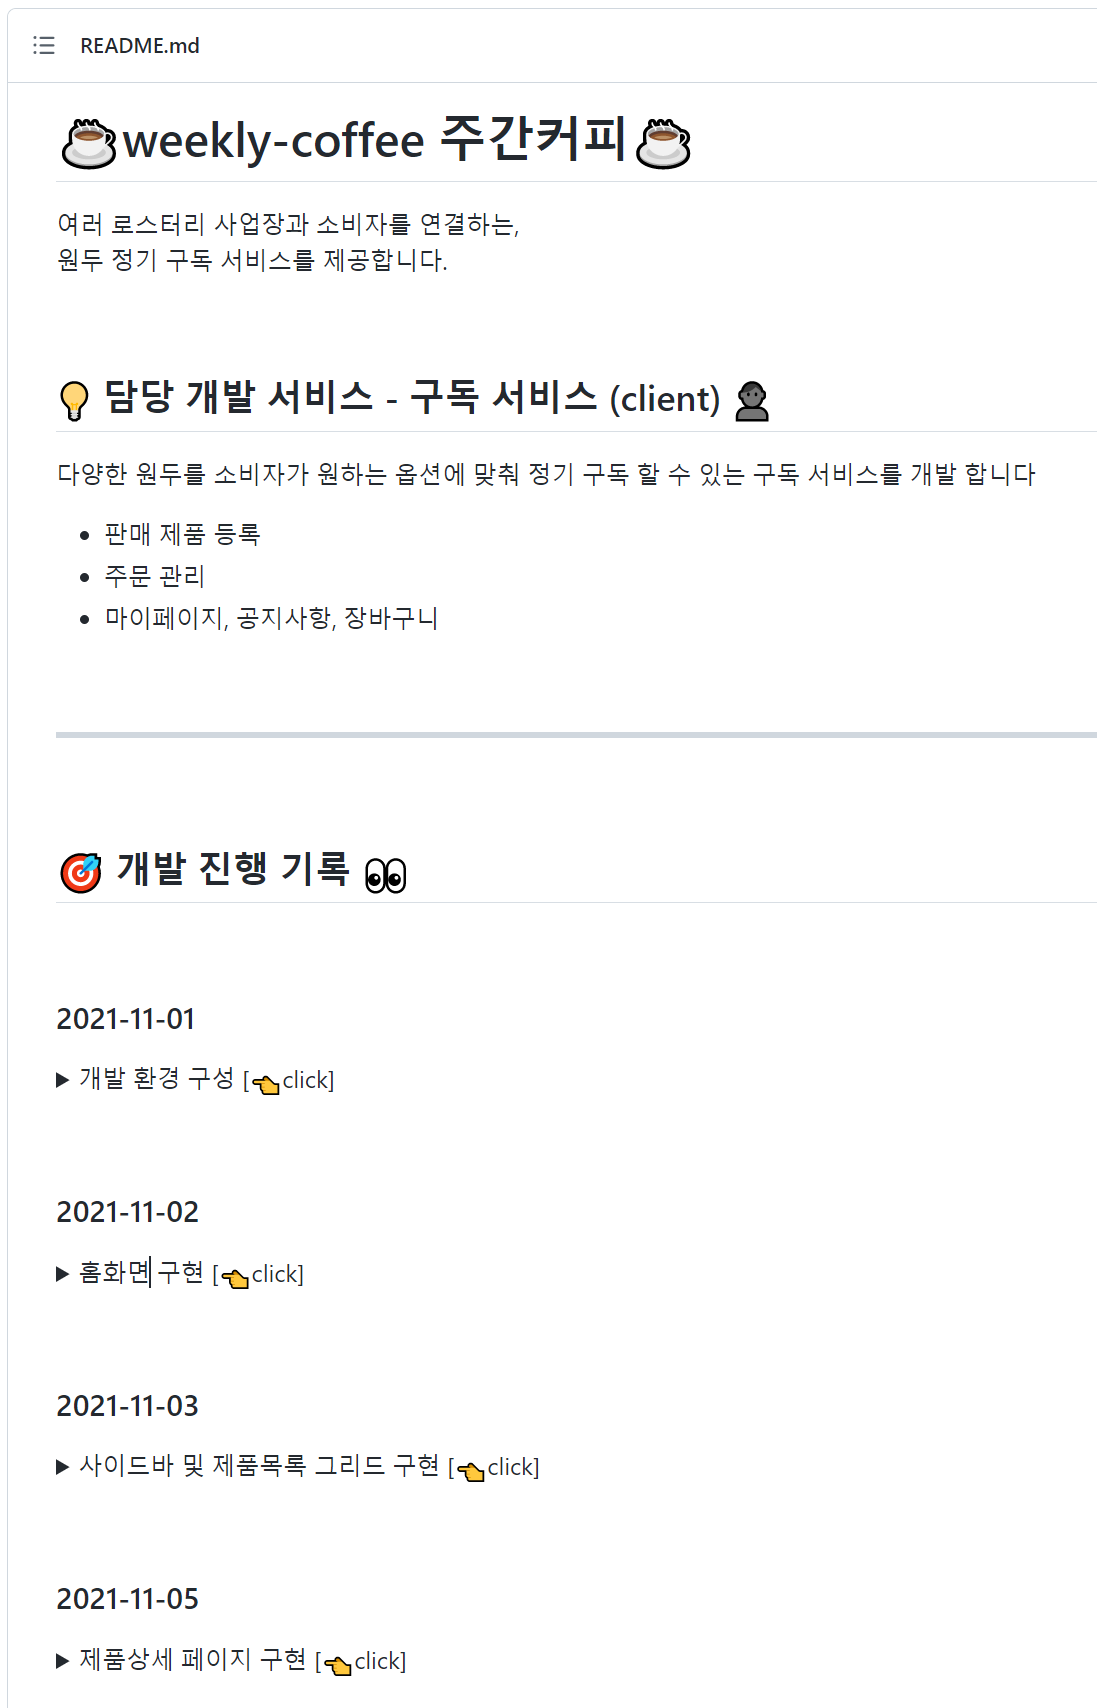 README.md
☕weekly-coffee 주간커피☕
여러 로스터리 사업장과 소비자를 연결하는,
원두 정기 구독 서비스를 제공합니다.
💡 담당 개발 서비스 - 구독 서비스 (client) 👤
다양한 원두를 소비자가 원하는 옵션에 맞춰 정기 구독 할 수 있는 구독 서비스를 개발 합니다
• 판매 제품 등록
• 주문 관리
• 마이페이지, 공지사항, 장바구니
🎯 개발 진행 기록 👀
2021-11-01
▶ 개발 환경 구성 [👈click]
2021-11-02
▶ 홈화면 구현 [👈click]
2021-11-03
▶ 사이드바 및 제품목록 그리드 구현 [👈click]
2021-11-05
▶ 제품상세 페이지 구현 [👈click]